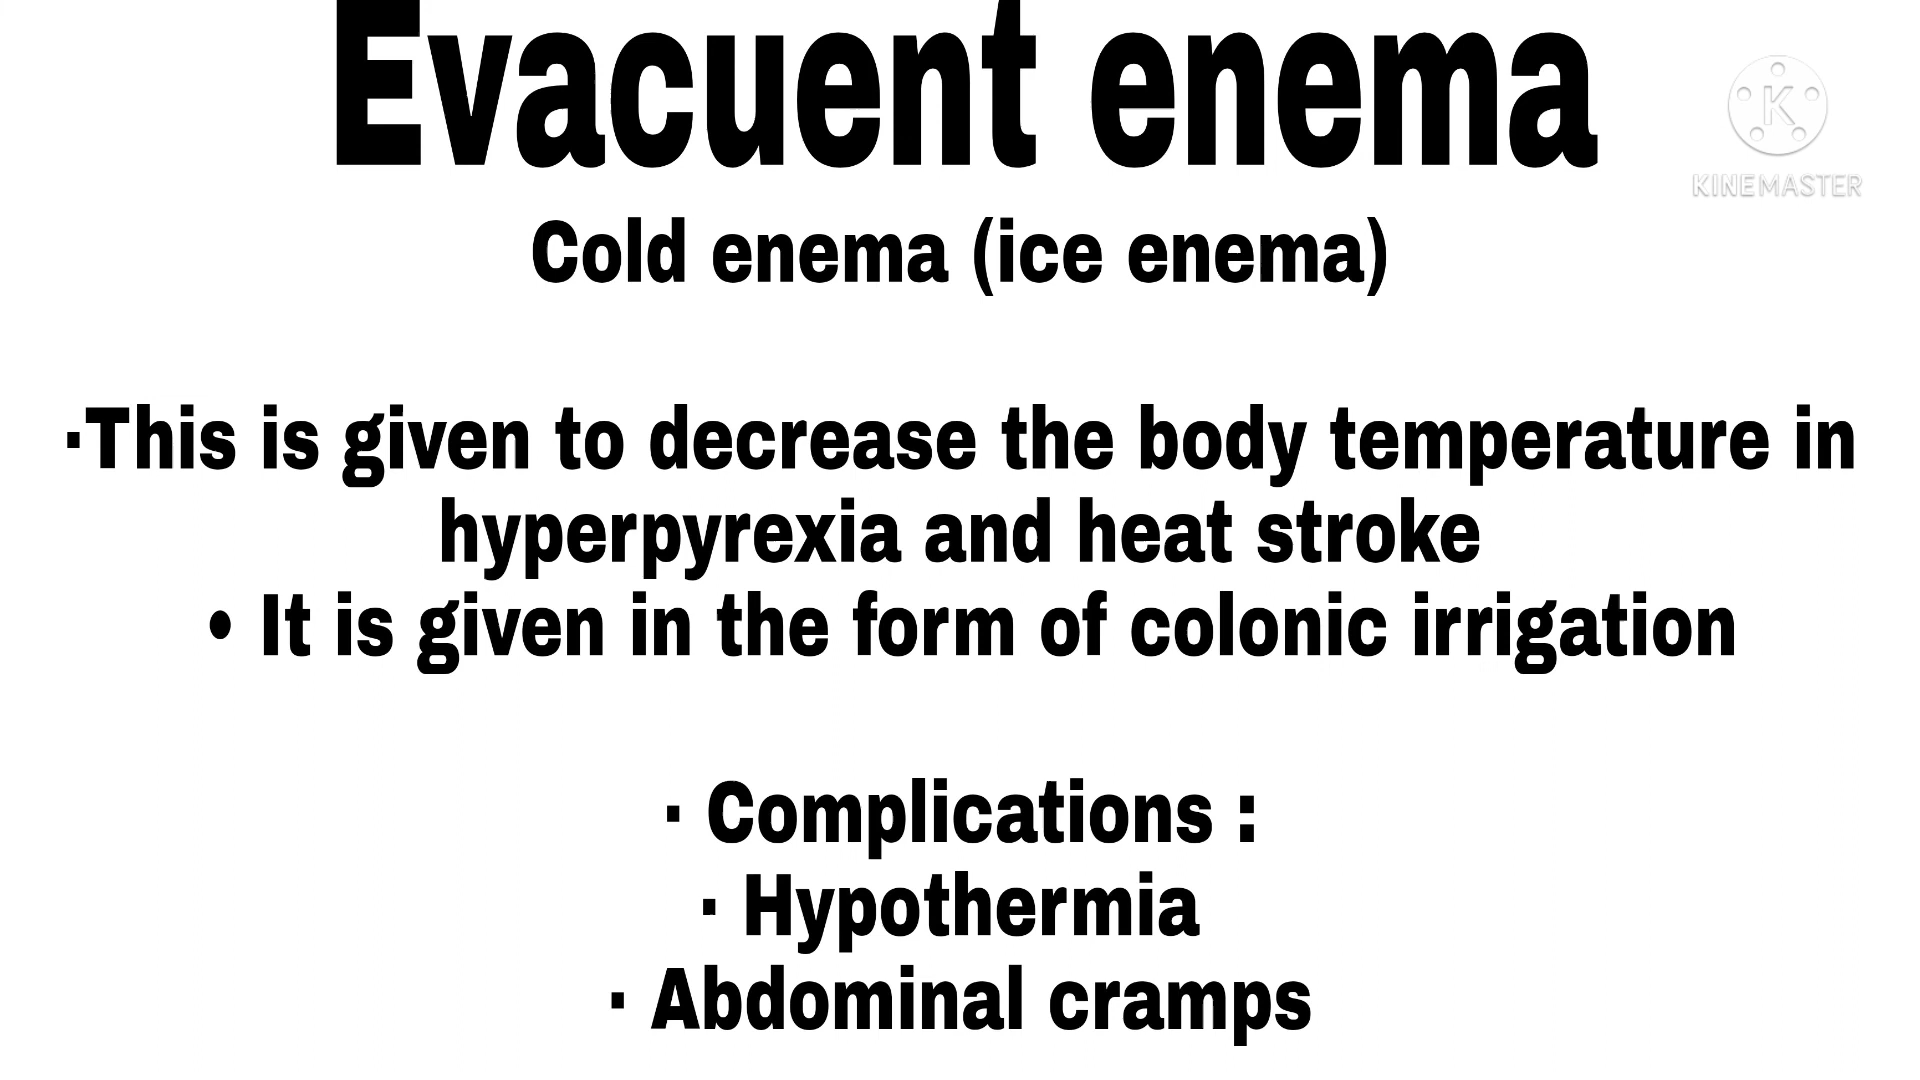 Evacuent enema
K
KINEMASTER
Cold enema (ice enema)
·This is given to decrease the body temperature in
hyperpyrexia and heat stroke
• It is given in the form of colonic irrigation
· Complications :
· Hypothermia
· Abdominal cramps